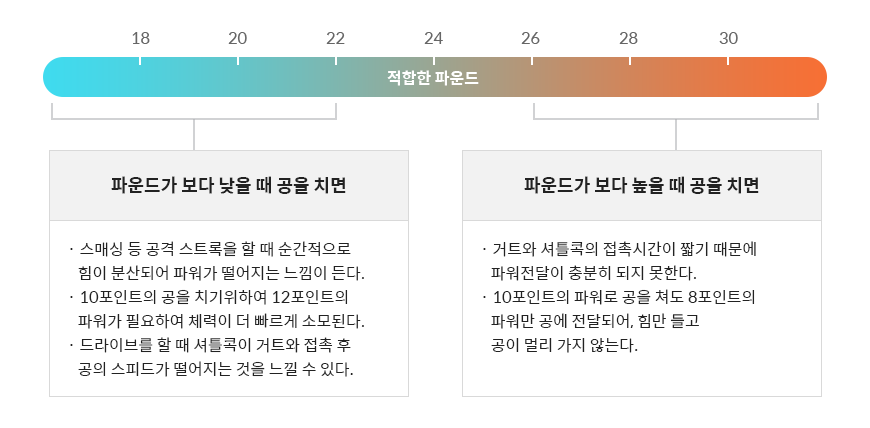 18 20 22 24 26 28 30
적합한 파운드
파운드가 보다 낮을 때 공을 치면
· 스매싱 등 공격 스트록을 할 때 순간적으로
힘이 분산되어 파워가 떨어지는 느낌이 든다.
· 10포인트의 공을 치기위하여 12포인트의
파워가 필요하여 체력이 더 빠르게 소모된다.
· 드라이브를 할 때 셔틀콕이 거트와 접촉 후
공의 스피드가 떨어지는 것을 느낄 수 있다.
파운드가 보다 높을 때 공을 치면
· 거트와 셔틀콕의 접촉시간이 짧기 때문에
파워전달이 충분히 되지 못한다.
· 10포인트의 파워로 공을 쳐도 8포인트의
파워만 공에 전달되어, 힘만 들고
공이 멀리 가지 않는다.